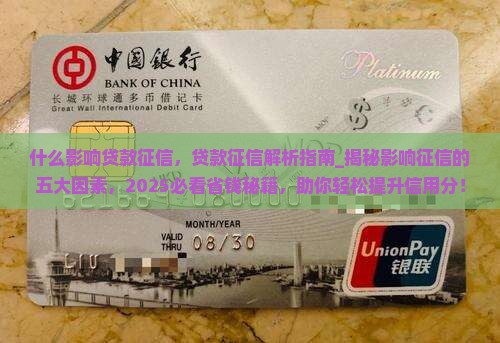 中国银行
Platinum
BANK OF CHINA
长城环球通多币借记卡
Great Wall International Debit Card
什么影响贷款征信，贷款征信解析指南_揭秘影响征信的
五大因素，2025必看省钱秘籍，助你轻松提升信用分！
VALID
THRU
08/30
UnionPay
银联